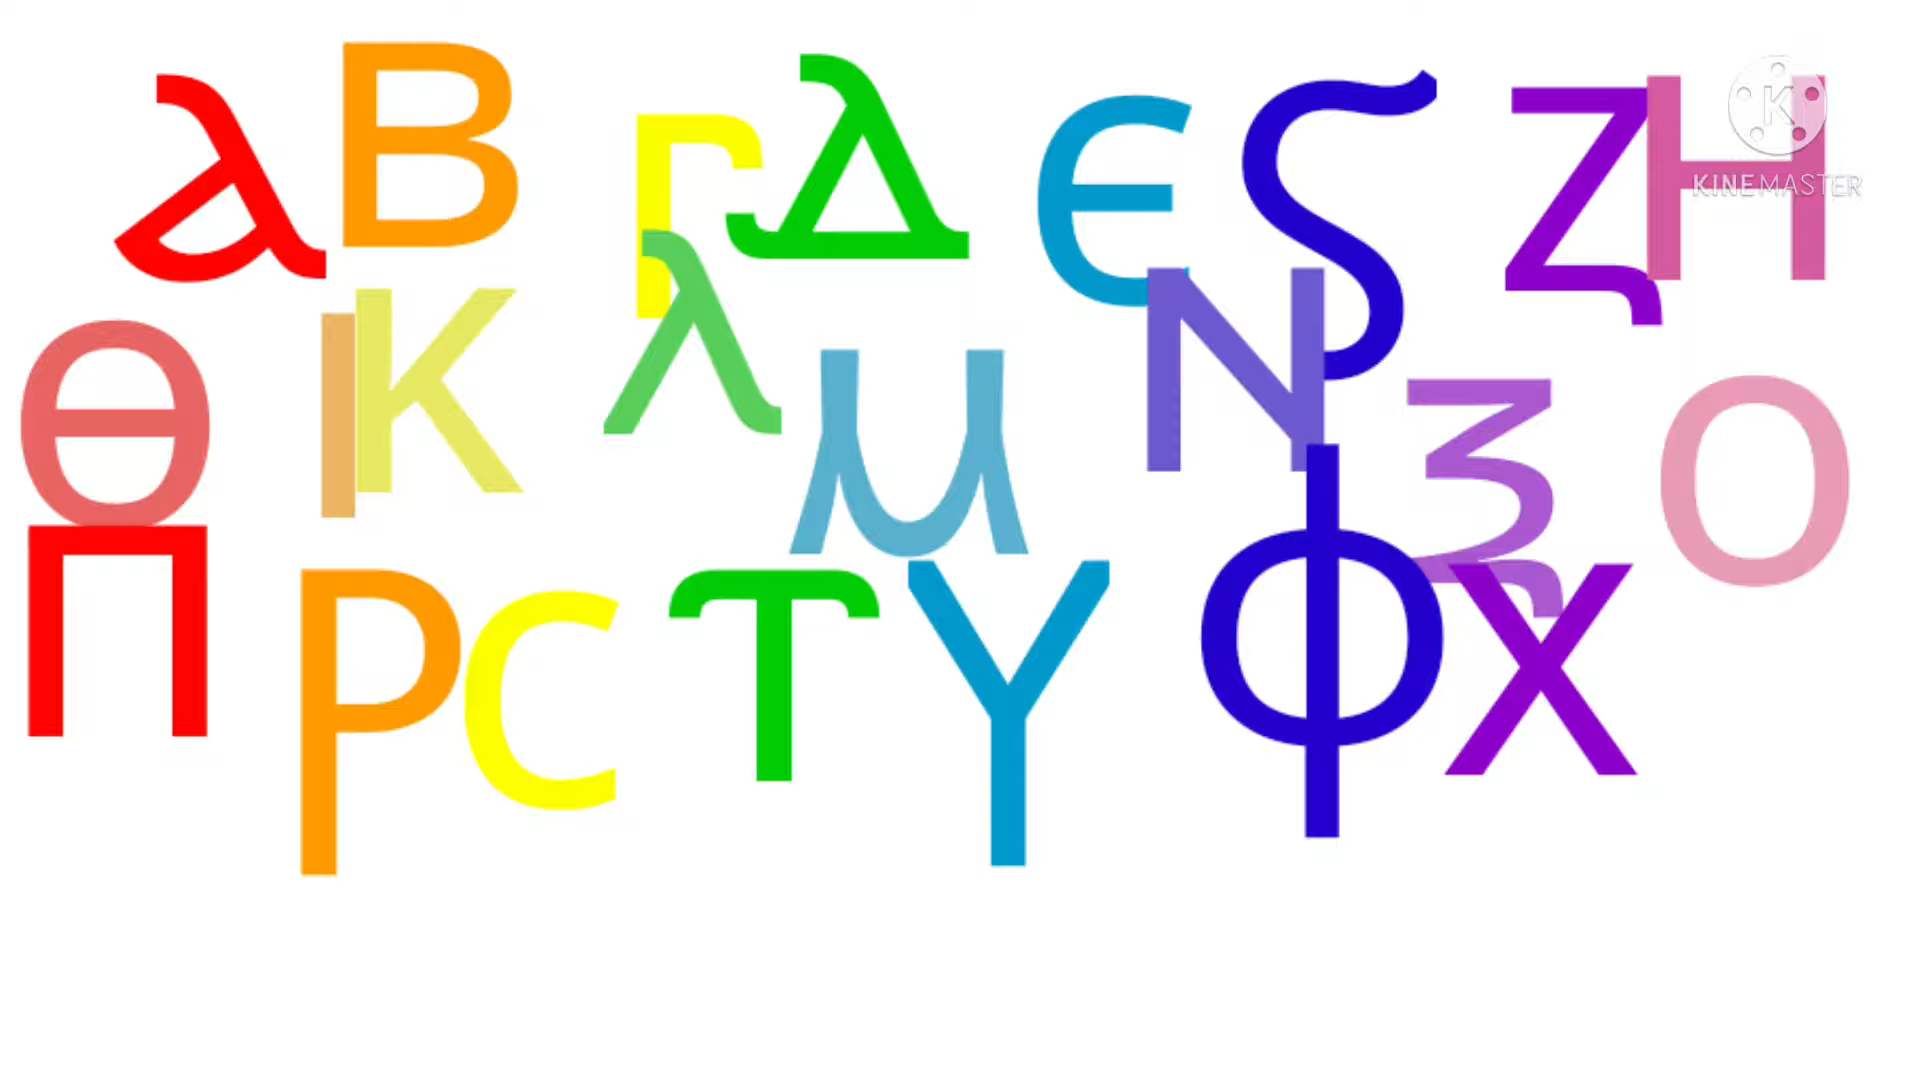 Ⲁ Ⲃ Ⲅ Ⲇ Ⲉ Ⲋ Ⲍ Ⲏ
Ⲑ Ⲓ Ⲕ Ⲗ Ⲙ Ⲛ Ⲝ Ⲟ
Ⲡ Ⲣ Ⲥ Ⲧ Ⲩ Ⲫ Ⲭ
KINEMASTER